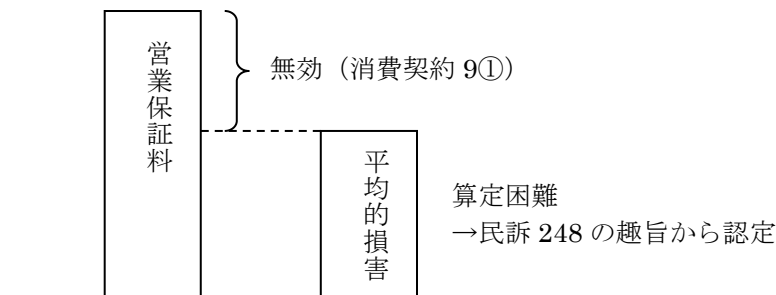 営業保証料
無効（消費契約 9①）
平均的損害
算定困難
→民訴 248 の趣旨から認定